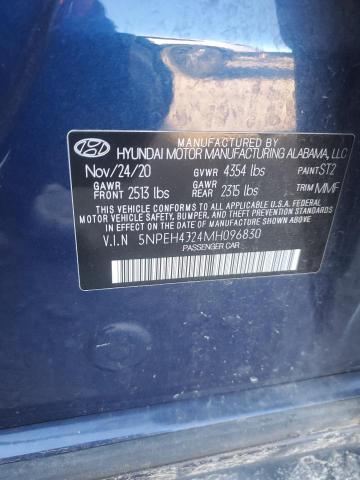 MANUFACTURED BY
HYUNDAI MOTOR MANUFACTURING ALABAMA, LLC
Nov/24/20 GVWR 4354 lbs PAINT ST2
GAWR FRONT 2513 lbs GAWR REAR 2315 lbs TRIM MMF
THIS VEHICLE CONFORMS TO ALL APPLICABLE U.S.A FEDERAL
MOTOR VEHICLE SAFETY, BUMPER, AND THEFT PREVENTION STANDARDS
IN EFFECT ON THE DATE OF MANUFACTURE SHOWN ABOVE.
V.I.N 5NPEH4J24MH096830
PASSENGER CAR